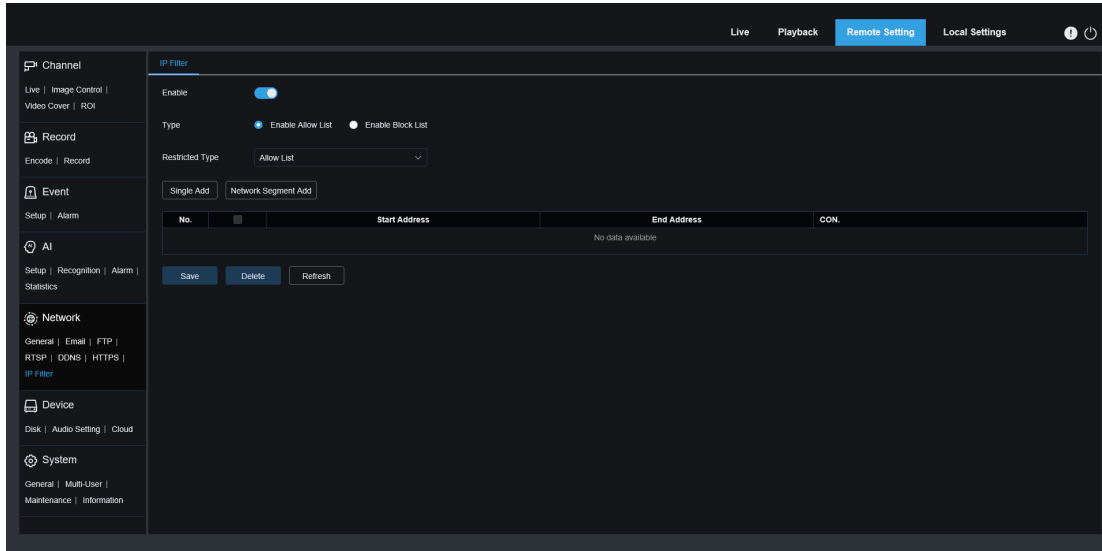 Live Playback Remote Setting Local Settings
Channel
Live | Image Control |
Video Cover | ROI
Record
Encode | Record
Event
Setup | Alarm
AI
Setup | Recognition | Alarm |
Statistics
Network
General | Email | FTP |
RTSP | DDNS | HTTPS |
IP Filter
Device
Disk | Audio Setting | Cloud
System
General | Multi-User |
Maintenance | Information
IP Filter
Enable
Type Enable Allow List Enable Block List
Restricted Type Allow List
Single Add Network Segment Add
No. Start Address End Address CON.
No data available
Save Delete Refresh